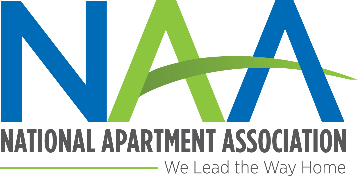 NAA
NATIONAL APARTMENT ASSOCIATION
We Lead the Way Home